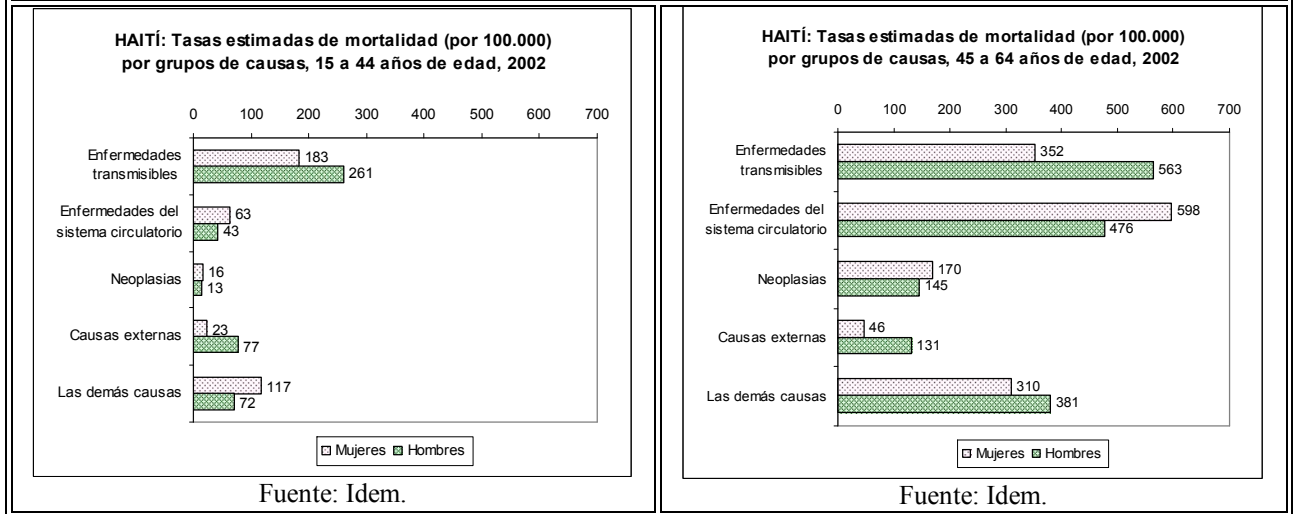 HAITÍ: Tasas estimadas de mortalidad (por 100.000)
por grupos de causas, 15 a 44 años de edad, 2002
0 100 200 300 400 500 600 700
Enfermedades
transmisibles
183
261
Enfermedades del
sistema circulatorio
63
43
Neoplasias
16
13
Causas externas
23
77
Las demás causas
117
72
Mujeres Hombres
Fuente: Idem.
HAITÍ: Tasas estimadas de mortalidad (por 100.000)
por grupos de causas, 45 a 64 años de edad, 2002
0 100 200 300 400 500 600 700
Enfermedades
transmisibles
352
563
Enfermedades del
sistema circulatorio
598
476
Neoplasias
170
145
Causas externas
46
131
Las demás causas
310
381
Mujeres Hombres
Fuente: Idem.